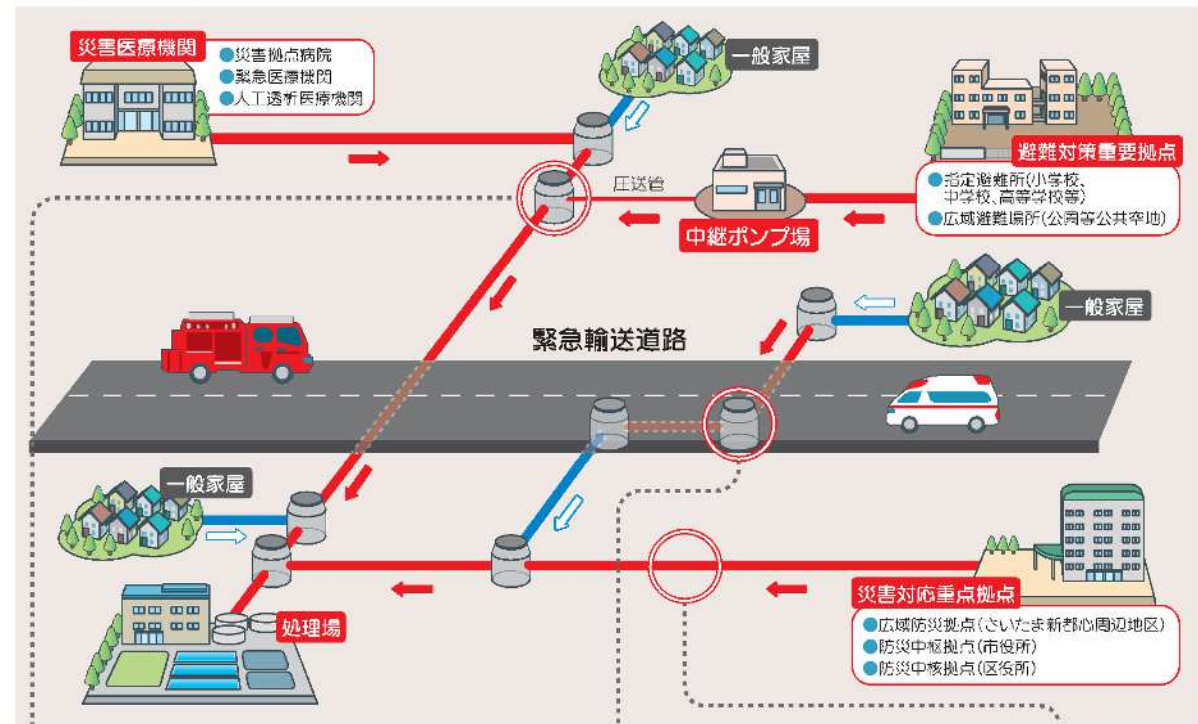 災害医療機関
●災害拠点病院
●緊急医療機関
●人工透析医療機関
一般家屋
避難対策重要拠点
●指定避難所(小学校、
中学校、高等学校等)
●広域避難場所(公園等公共空地)
圧送管
中継ポンプ場
一般家屋
緊急輸送道路
一般家屋
処理場
災害対応重点拠点
●広域防災拠点(さいたま新都心周辺地区)
●防災中枢拠点(市役所)
●防災中核拠点(区役所)